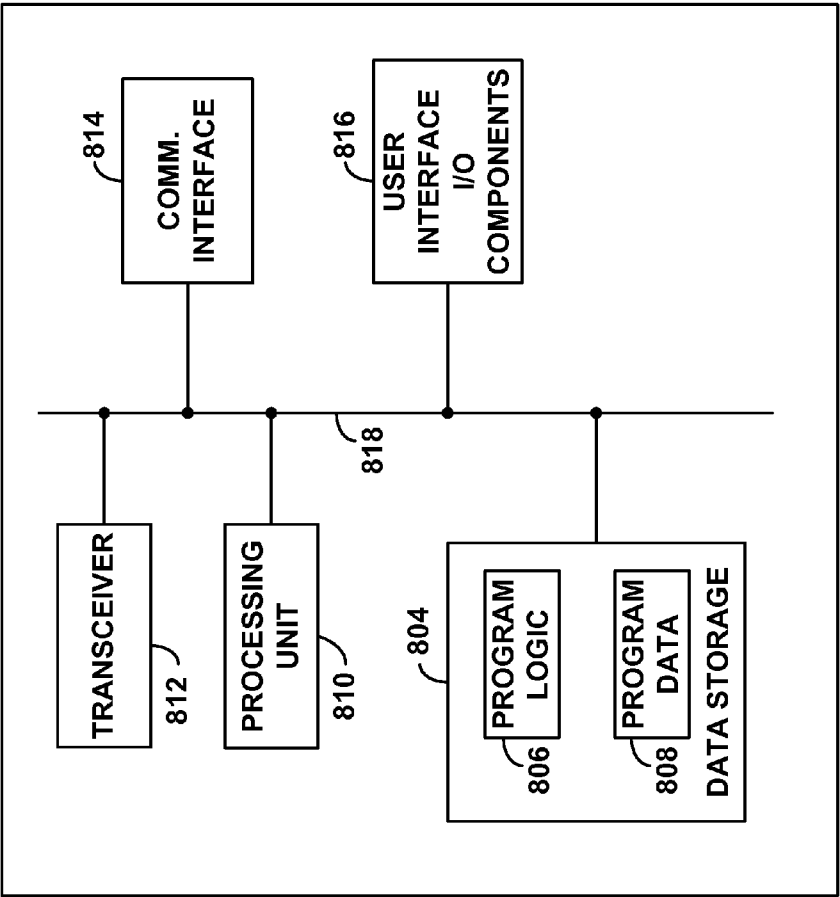 814
COMM.
INTERFACE
816
USER
INTERFACE
I/O
COMPONENTS
818
TRANSCEIVER
812
PROCESSING
UNIT
810
804
PROGRAM
LOGIC
806
PROGRAM
DATA
808
DATA STORAGE